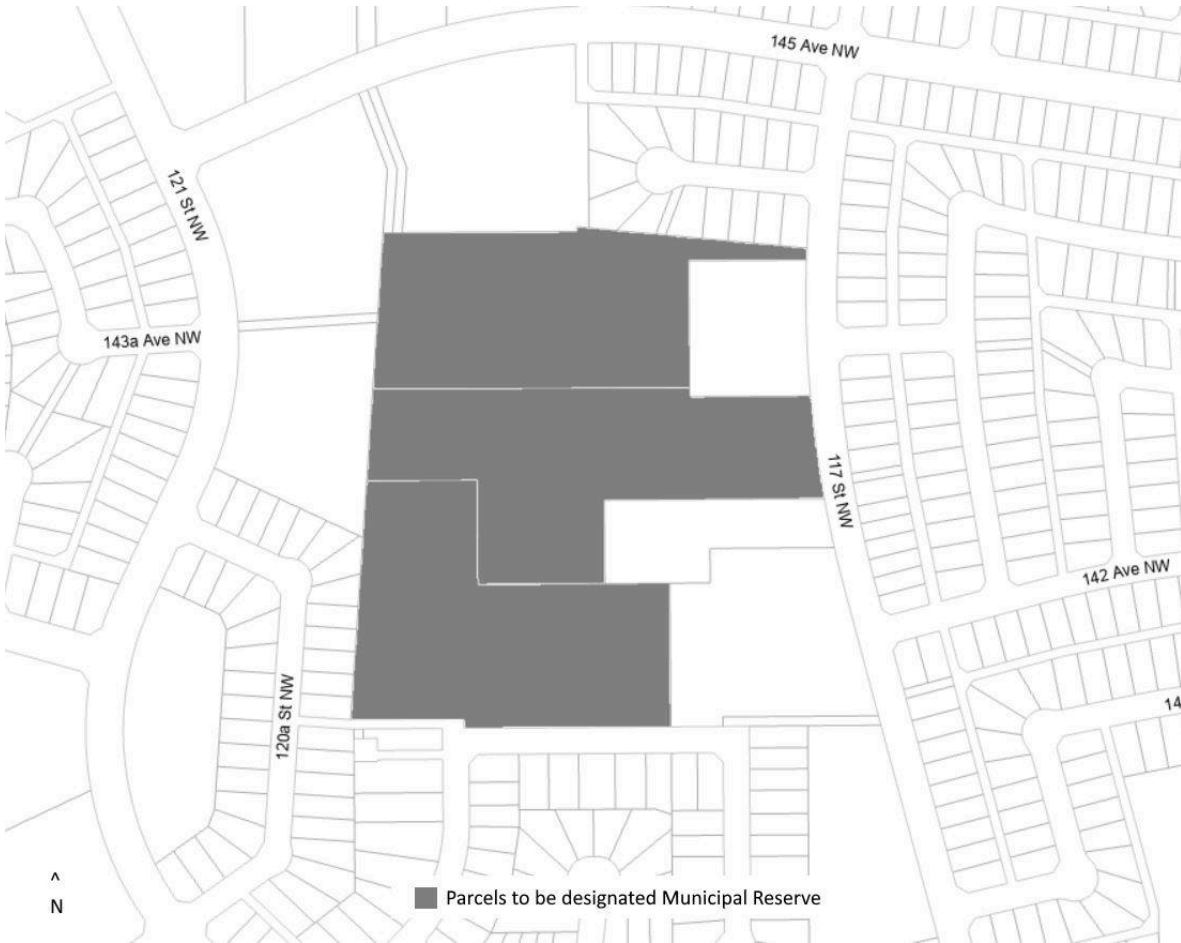 145 Ave NW
121 St NW
143a Ave NW
117 St NW
142 Ave NW
120a St NW
14
^
N
Parcels to be designated Municipal Reserve